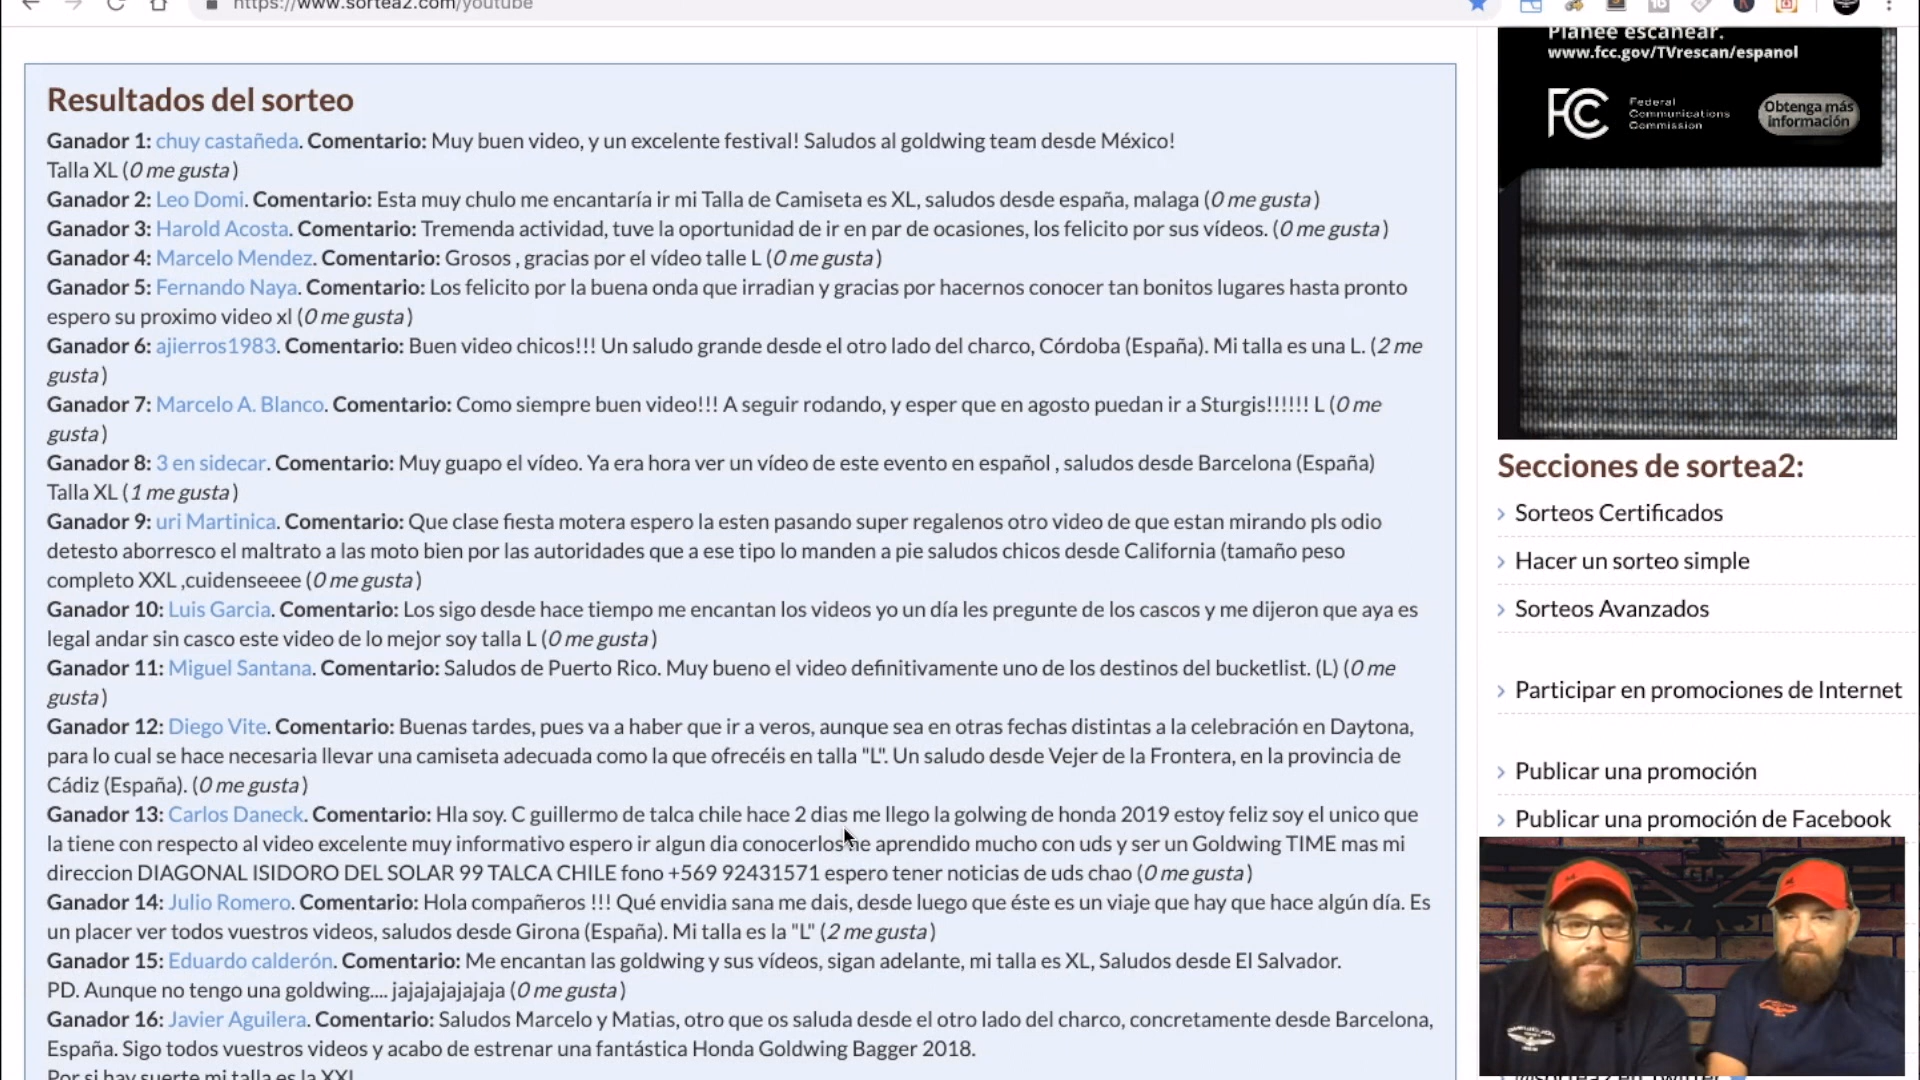 https://www.sortea2.com/youtube
Resultados del sorteo
Ganador 1: chuy castañeda. Comentario: Muy buen video, y un excelente festival! Saludos al goldwing team desde México!
Talla XL (0 me gusta)
Ganador 2: Leo Domi. Comentario: Esta muy chulo me encantaría ir mi Talla de Camiseta es XL, saludos desde españa, malaga (0 me gusta)
Ganador 3: Harold Acosta. Comentario: Tremenda actividad, tuve la oportunidad de ir en par de ocasiones, los felicito por sus vídeos. (0 me gusta)
Ganador 4: Marcelo Mendez. Comentario: Grosos , gracias por el vídeo talle L (0 me gusta)
Ganador 5: Fernando Naya. Comentario: Los felicito por la buena onda que irradian y gracias por hacernos conocer tan bonitos lugares hasta pronto
espero su proximo video xl (0 me gusta)
Ganador 6: ajierros1983. Comentario: Buen video chicos!!! Un saludo grande desde el otro lado del charco, Córdoba (España). Mi talla es una L. (2 me
gusta)
Ganador 7: Marcelo A. Blanco. Comentario: Como siempre buen video!!! A seguir rodando, y esper que en agosto puedan ir a Sturgis!!!!!! L (0 me
gusta)
Ganador 8: 3 en sidecar. Comentario: Muy guapo el vídeo. Ya era hora ver un vídeo de este evento en español , saludos desde Barcelona (España)
Talla XL (1 me gusta)
Ganador 9: uri Martinica. Comentario: Que clase fiesta motera espero la esten pasando super regalenos otro video de que estan mirando pls odio
detesto aborresco el maltrato a las moto bien por las autoridades que a ese tipo lo manden a pie saludos chicos desde California (tamaño peso
completo XXL ,cuidenseeee (0 me gusta)
Ganador 10: Luis Garcia. Comentario: Los sigo desde hace tiempo me encantan los videos yo un día les pregunte de los cascos y me dijeron que aya es
legal andar sin casco este video de lo mejor soy talla L (0 me gusta)
Ganador 11: Miguel Santana. Comentario: Saludos de Puerto Rico. Muy bueno el video definitivamente uno de los destinos del bucketlist. (L) (0 me
gusta)
Ganador 12: Diego Vite. Comentario: Buenas tardes, pues va a haber que ir a veros, aunque sea en otras fechas distintas a la celebración en Daytona,
para lo cual se hace necesaria llevar una camiseta adecuada como la que ofrecéis en talla "L". Un saludo desde Vejer de la Frontera, en la provincia de
Cádiz (España). (0 me gusta)
Ganador 13: Carlos Daneck. Comentario: Hla soy. C guillermo de talca chile hace 2 dias me llego la golwing de honda 2019 estoy feliz soy el unico que
la tiene con respecto al video excelente muy informativo espero ir algun dia conocerlos he aprendido mucho con uds y ser un Goldwing TIME mas mi
direccion DIAGONAL ISIDORO DEL SOLAR 99 TALCA CHILE fono +569 92431571 espero tener noticias de uds chao (0 me gusta)
Ganador 14: Julio Romero. Comentario: Hola compañeros !!! Qué envidia sana me dais, desde luego que éste es un viaje que hay que hace algún día. Es
un placer ver todos vuestros videos, saludos desde Girona (España). Mi talla es la "L" (2 me gusta)
Ganador 15: Eduardo calderón. Comentario: Me encantan las goldwing y sus vídeos, sigan adelante, mi talla es XL, Saludos desde El Salvador.
PD. Aunque no tengo una goldwing.... jajajajajajaja (0 me gusta)
Ganador 16: Javier Aguilera. Comentario: Saludos Marcelo y Matias, otro que os saluda desde el otro lado del charco, concretamente desde Barcelona,
España. Sigo todos vuestros videos y acabo de estrenar una fantástica Honda Goldwing Bagger 2018.
Por si hay suerte mi talla es la XXL
Planee escanear.
www.fcc.gov/TVrescan/espanol
FCC
Federal
Communications
Commission
Obtenga más
información
Secciones de sortea2:
Sorteos Certificados
Hacer un sorteo simple
Sorteos Avanzados
Participar en promociones de Internet
Publicar una promoción
Publicar una promoción de Facebook
@sortea2 en Twitter